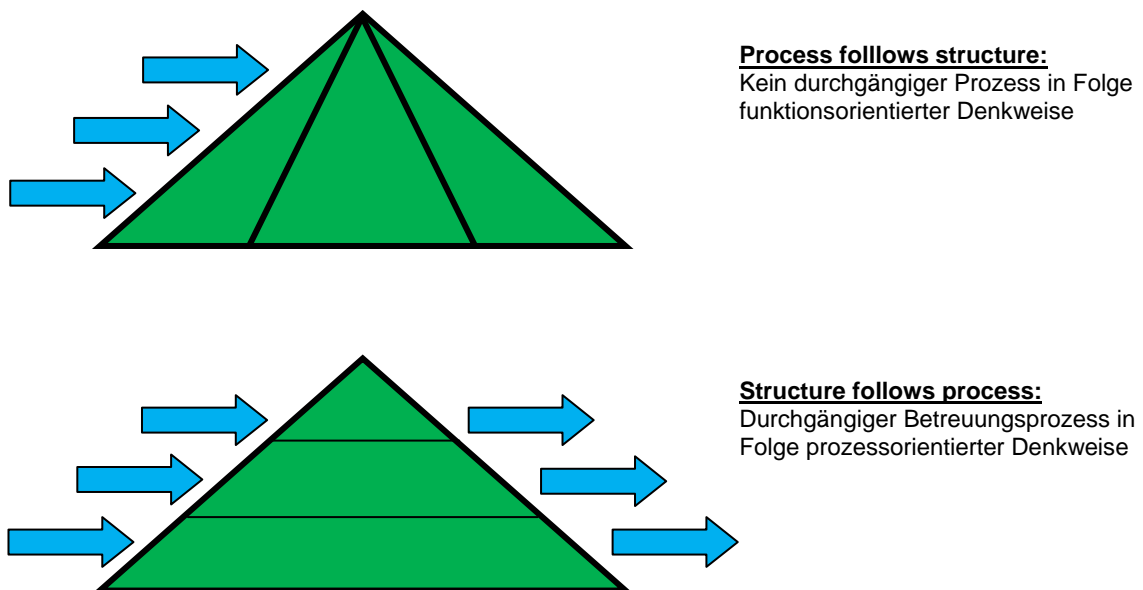 Process folllows structure:
Kein durchgängiger Prozess in Folge
funktionsorientierter Denkweise
Structure follows process:
Durchgängiger Betreuungsprozess in
Folge prozessorientierter Denkweise